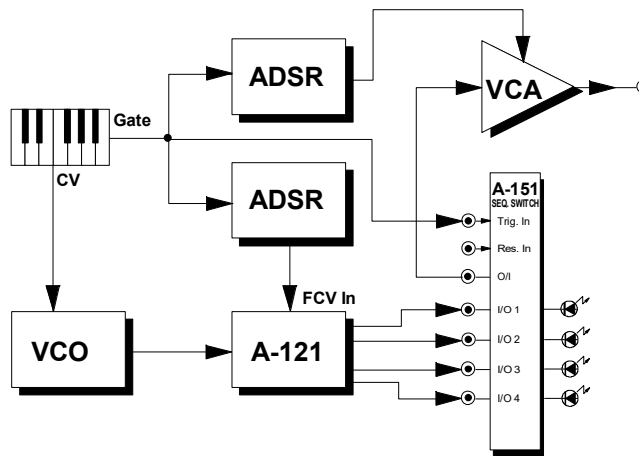 ADSR
VCA
Gate
CV
ADSR
A-151
SEQ. SWITCH
Trig. In
Res. In
O/I
FCV In
I/O 1
VCO
A-121
I/O 2
I/O 3
I/O 4